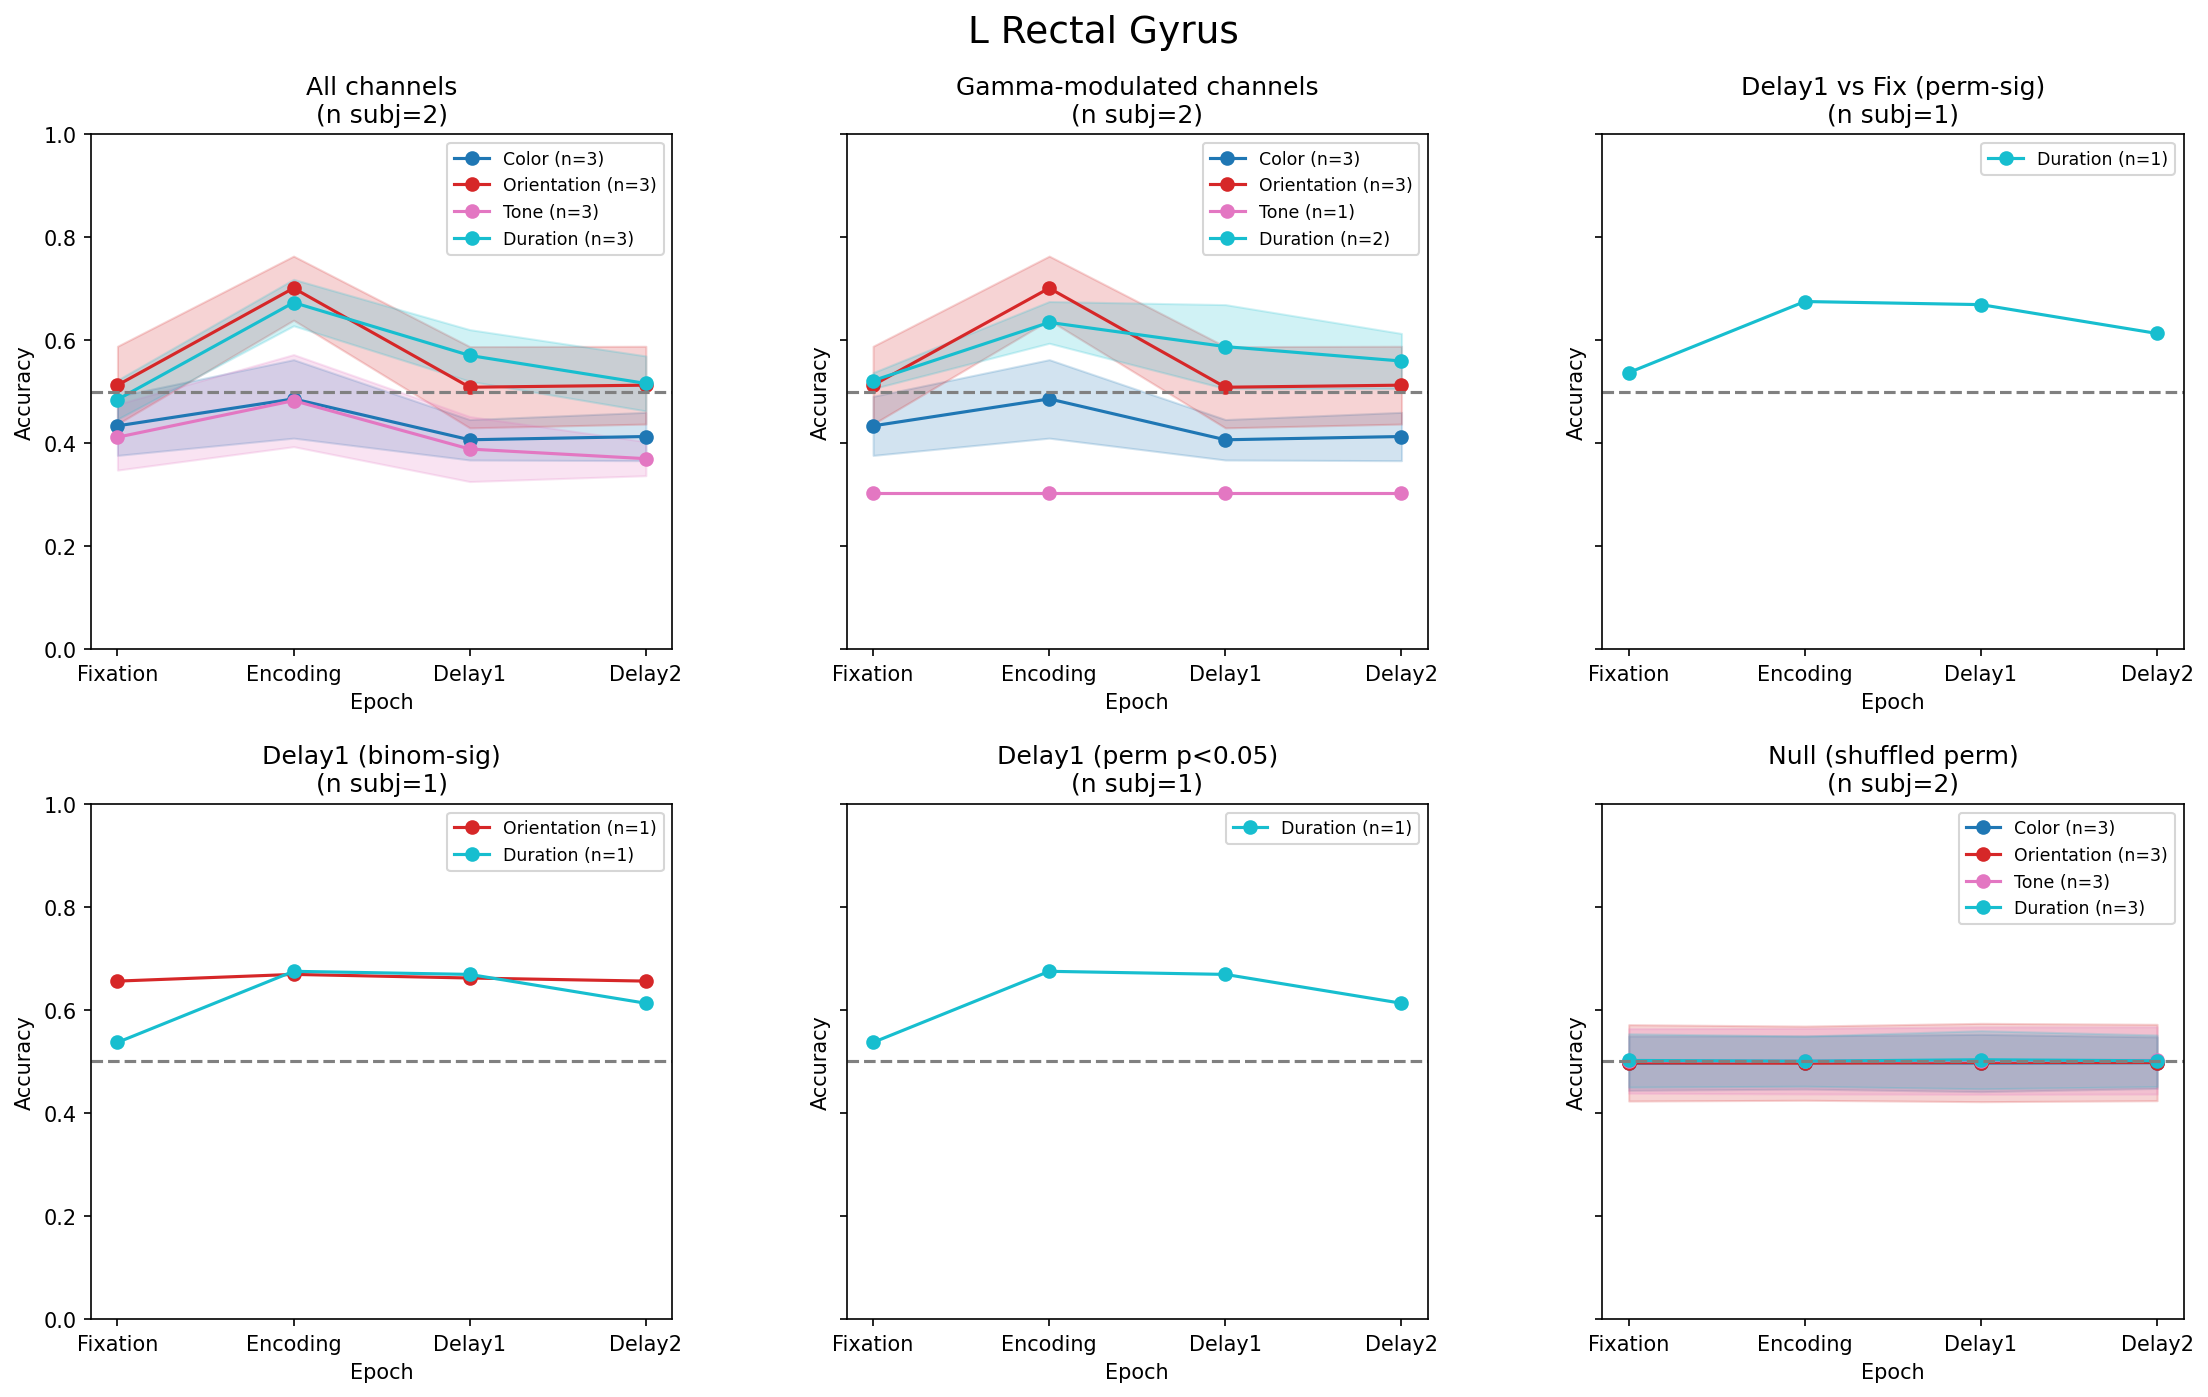 L Rectal Gyrus
All channels
(n subj=2)
Accuracy
1.0
0.8
0.6
0.4
0.2
0.0
Color (n=3)
Orientation (n=3)
Tone (n=3)
Duration (n=3)
Fixation Encoding Delay1 Delay2
Epoch
Gamma-modulated channels
(n subj=2)
Accuracy
Color (n=3)
Orientation (n=3)
Tone (n=1)
Duration (n=2)
Fixation Encoding Delay1 Delay2
Epoch
Delay1 vs Fix (perm-sig)
(n subj=1)
Accuracy
Duration (n=1)
Fixation Encoding Delay1 Delay2
Epoch
Delay1 (binom-sig)
(n subj=1)
Accuracy
1.0
0.8
0.6
0.4
0.2
0.0
Orientation (n=1)
Duration (n=1)
Fixation Encoding Delay1 Delay2
Epoch
Delay1 (perm p<0.05)
(n subj=1)
Accuracy
Duration (n=1)
Fixation Encoding Delay1 Delay2
Epoch
Null (shuffled perm)
(n subj=2)
Accuracy
Color (n=3)
Orientation (n=3)
Tone (n=3)
Duration (n=3)
Fixation Encoding Delay1 Delay2
Epoch